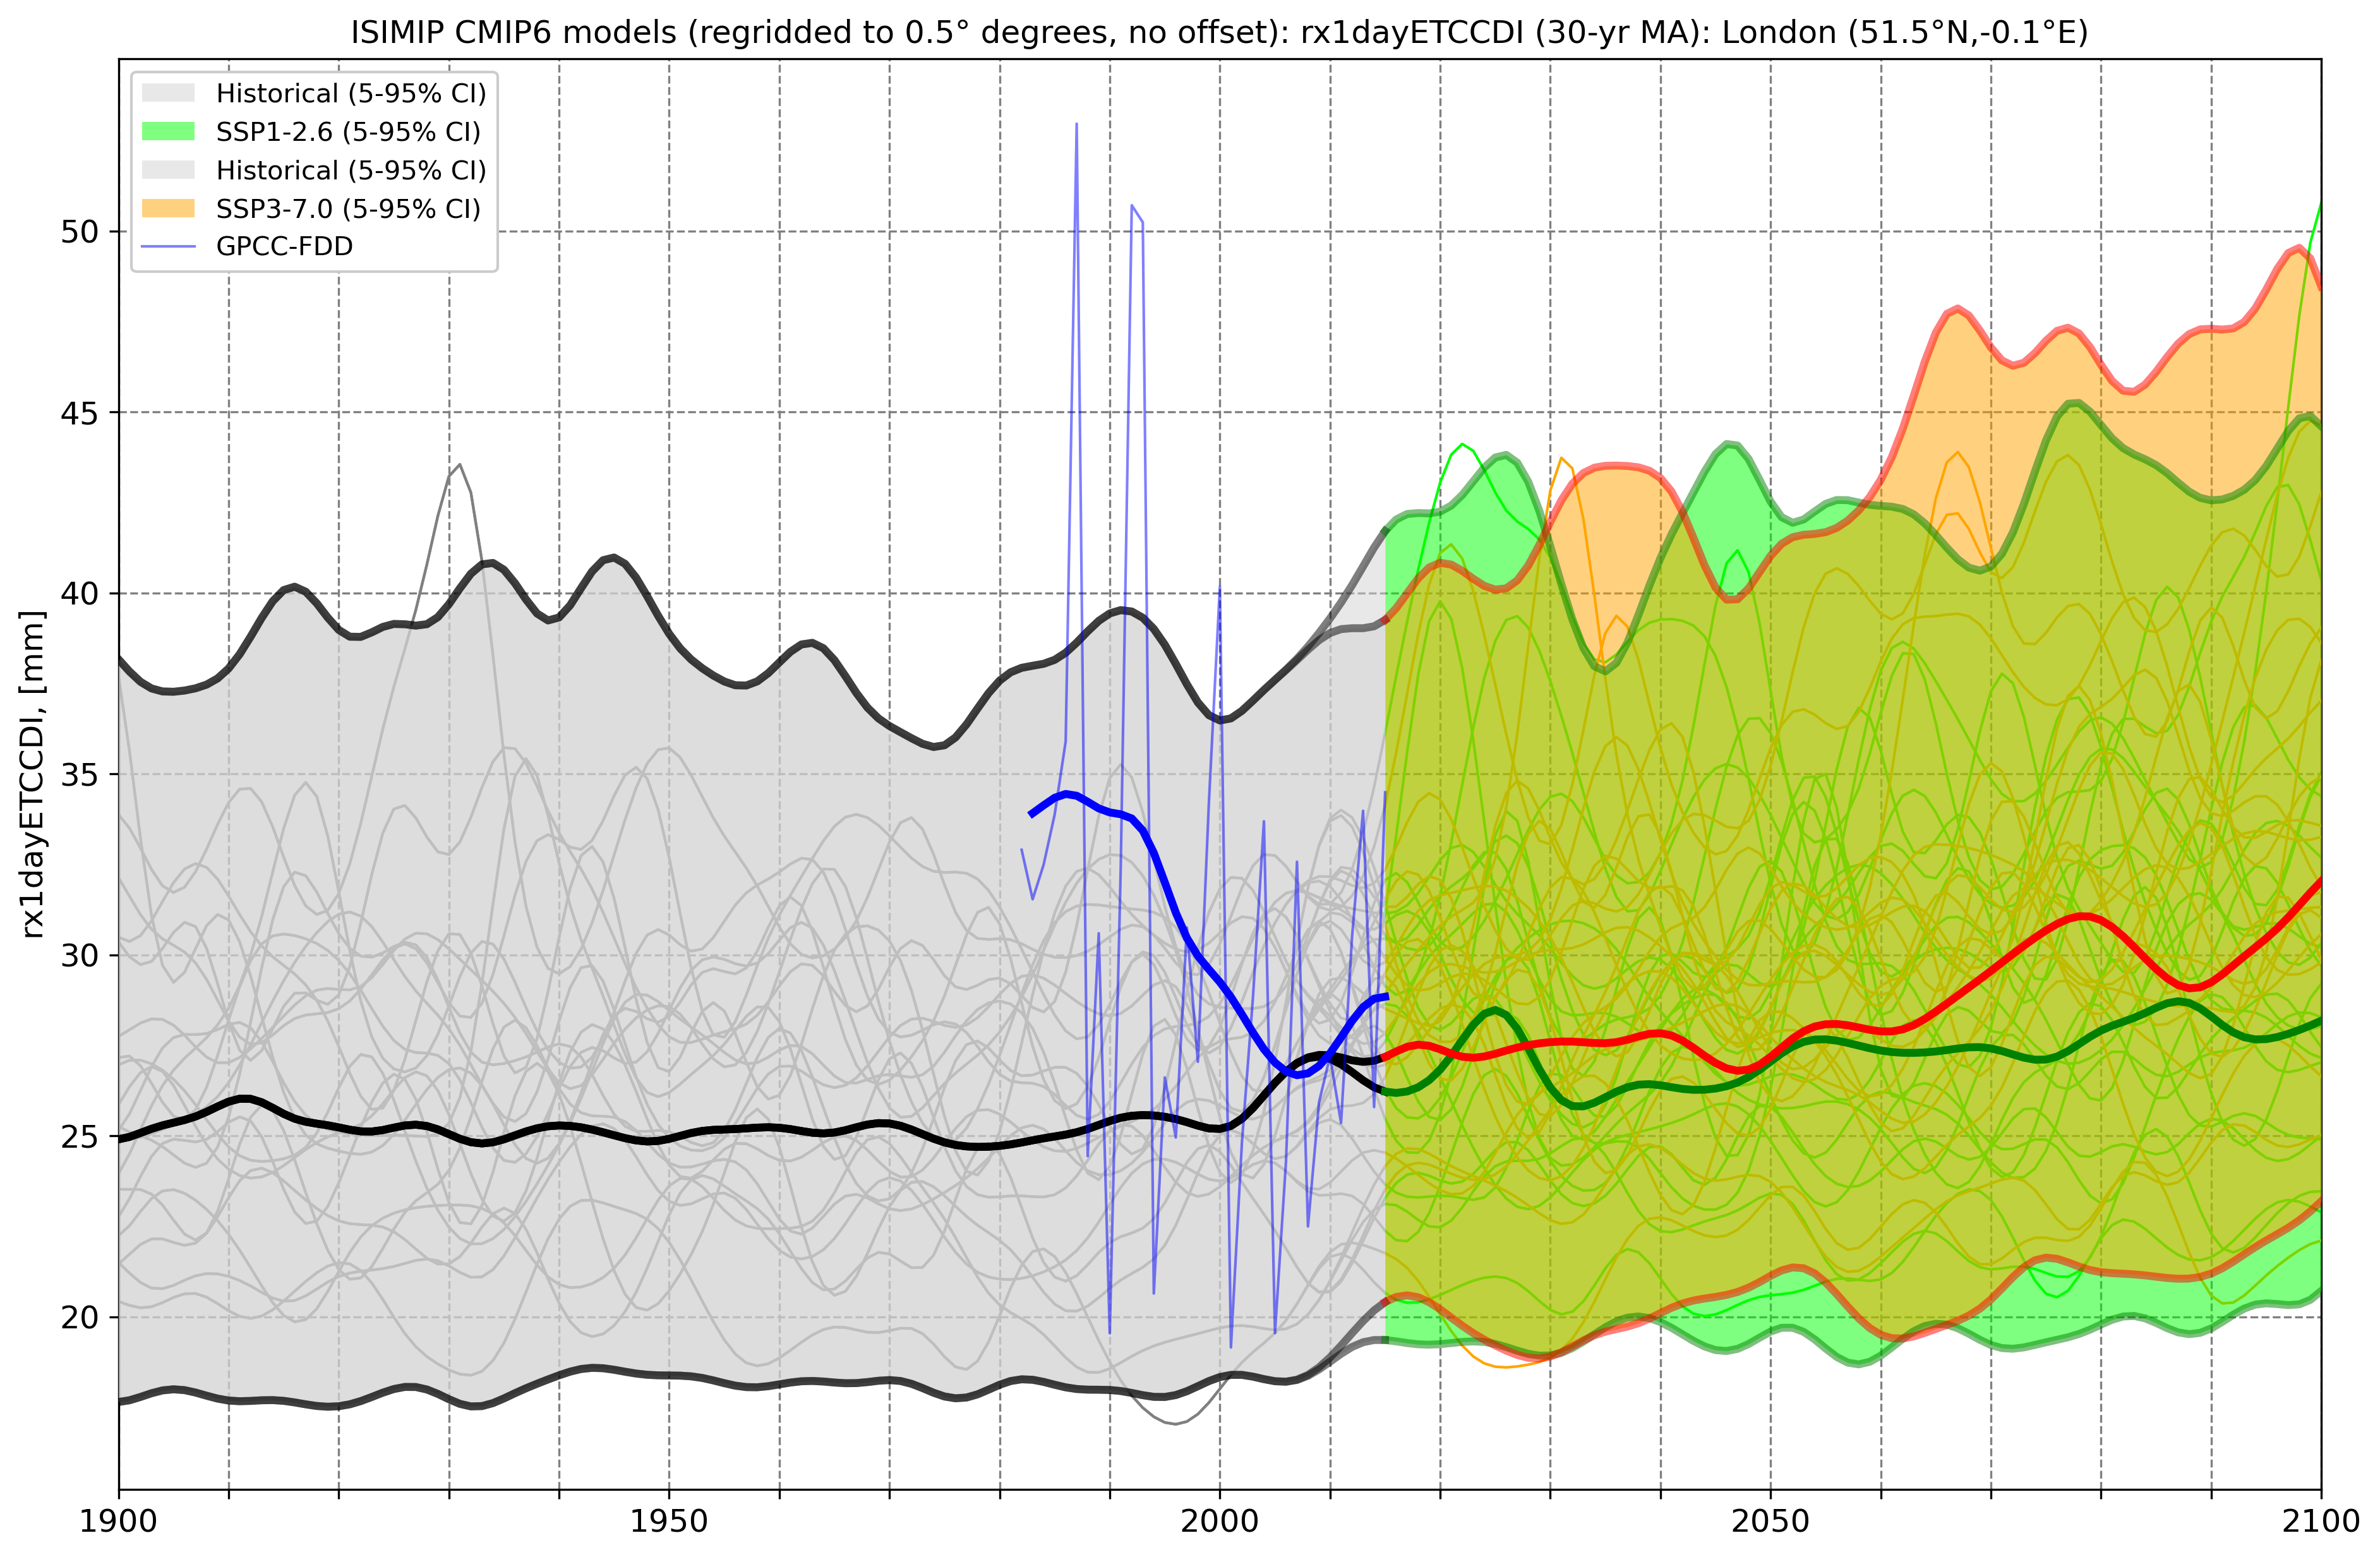 ISIMIP CMIP6 models (regridded to 0.5° degrees, no offset): rx1dayETCCDI (30-yr MA): London (51.5°N,-0.1°E)
Historical (5-95% CI)
SSP1-2.6 (5-95% CI)
Historical (5-95% CI)
SSP3-7.0 (5-95% CI)
GPCC-FDD
rx1dayETCCDI, [mm]
50
45
40
35
30
25
20
1900
1950
2000
2050
2100